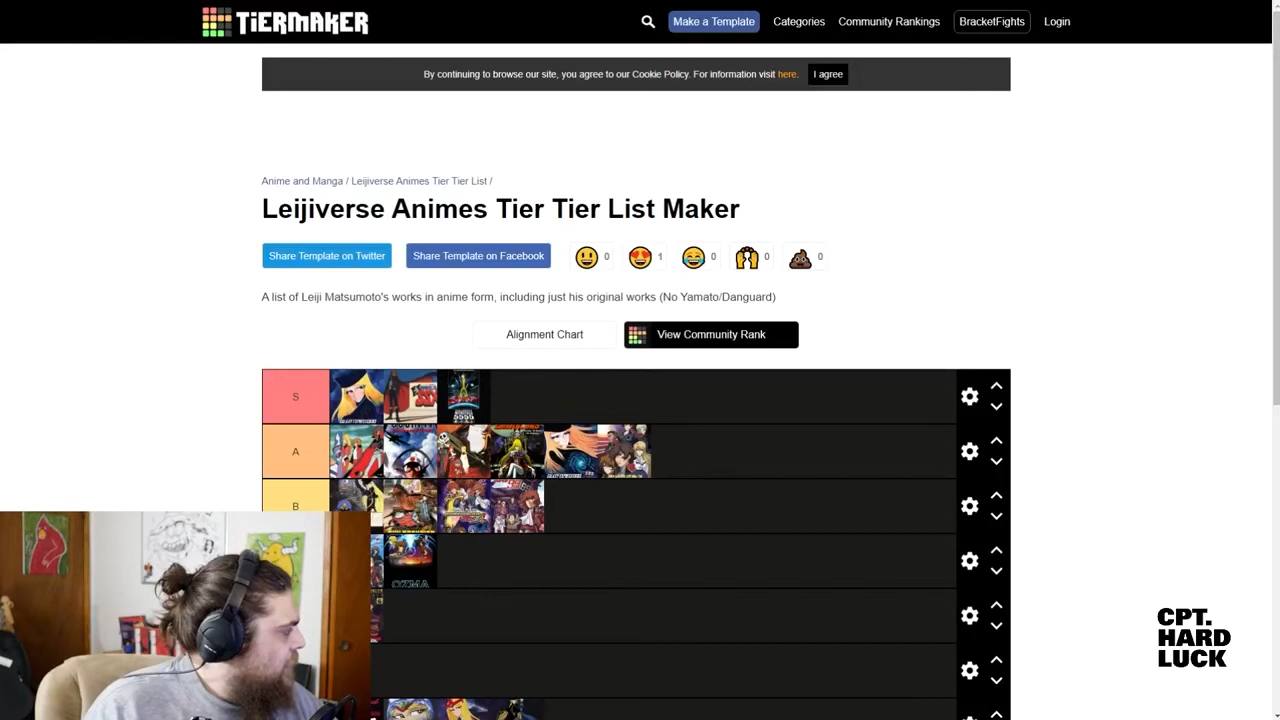 TiERMAKER
Make a Template
Categories
Community Rankings
BracketFights
Login
By continuing to browse our site, you agree to our Cookie Policy. For information visit here.
I agree
Anime and Manga / Leijiverse Animes Tier Tier List /
Leijiverse Animes Tier Tier List Maker
Share Template on Twitter
Share Template on Facebook
0
1
0
0
0
A list of Leiji Matsumoto's works in anime form, including just his original works (No Yamato/Danguard)
Alignment Chart
View Community Rank
S
5555
A
B
OZMA
CPT.
HARD
LUCK